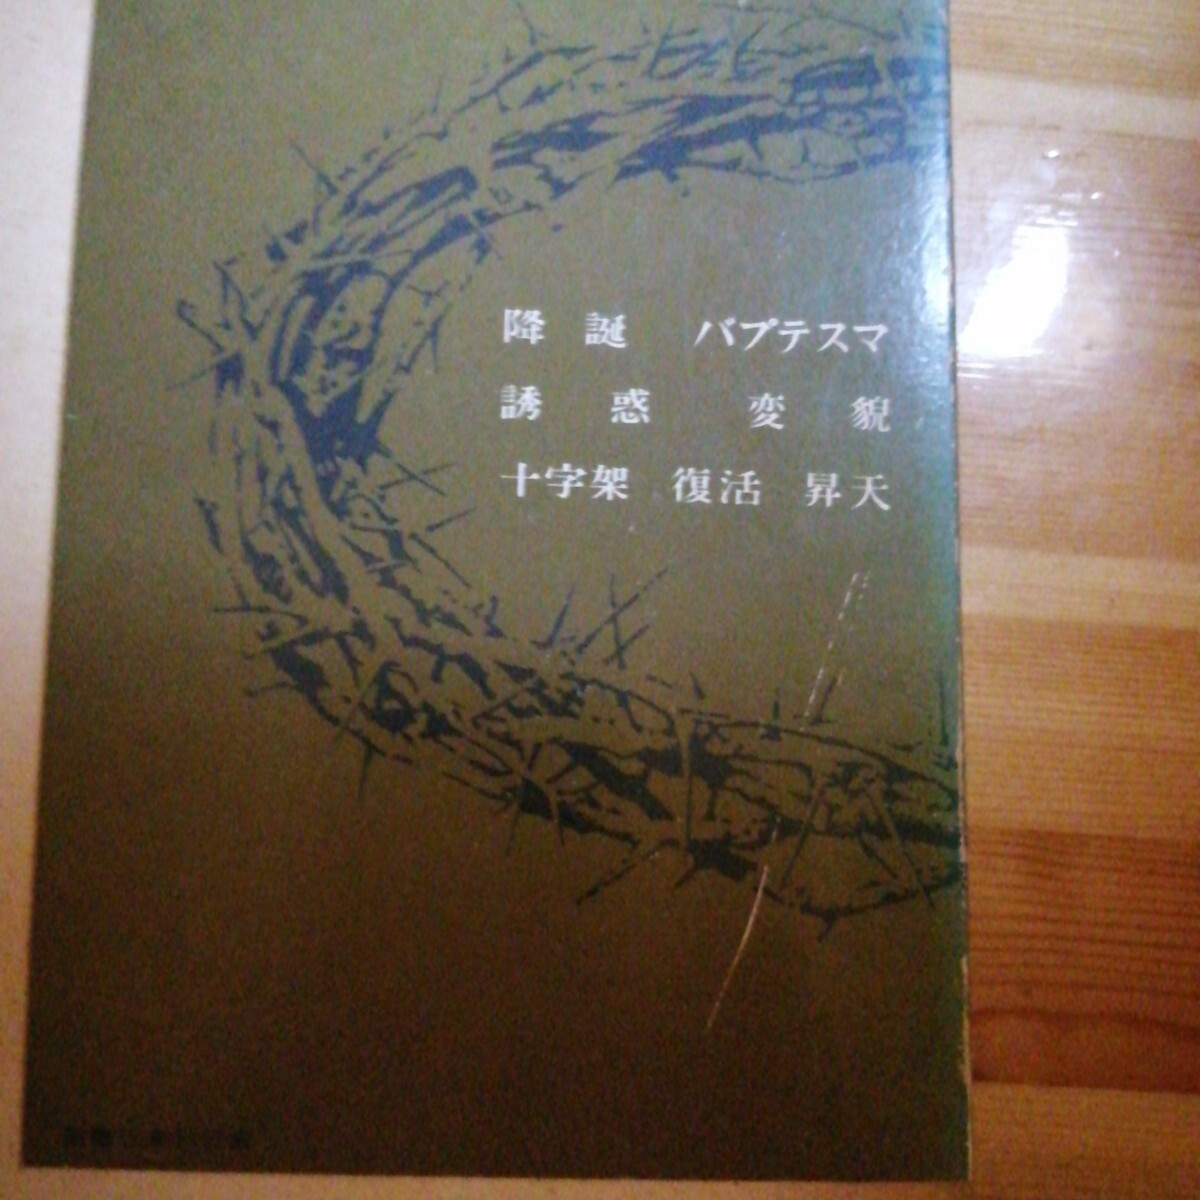 降誕 バプテスマ
誘惑 変貌
十字架 復活 昇天